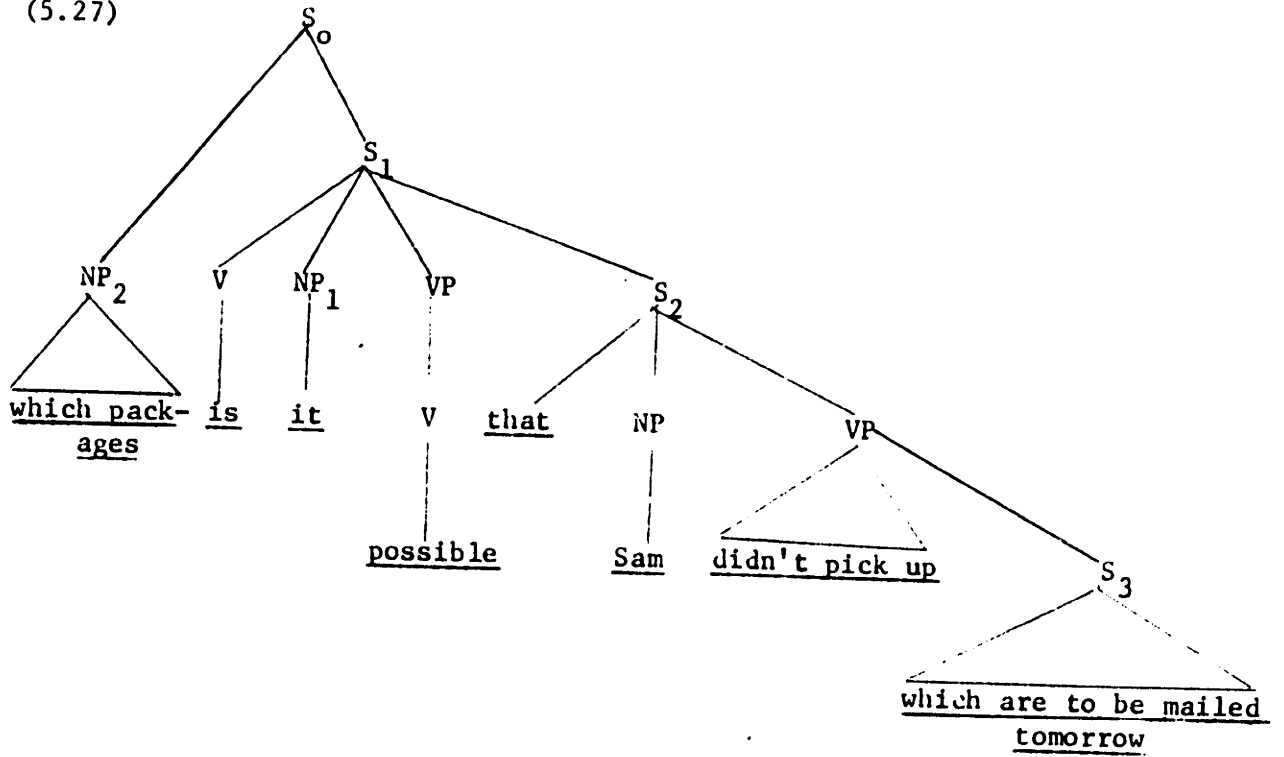 (5.27)
So
S1
NP2 V NP1 VP S2
which pack- is it V that NP VP
ages
possible Sam didn't pick up S3
which are to be mailed
tomorrow